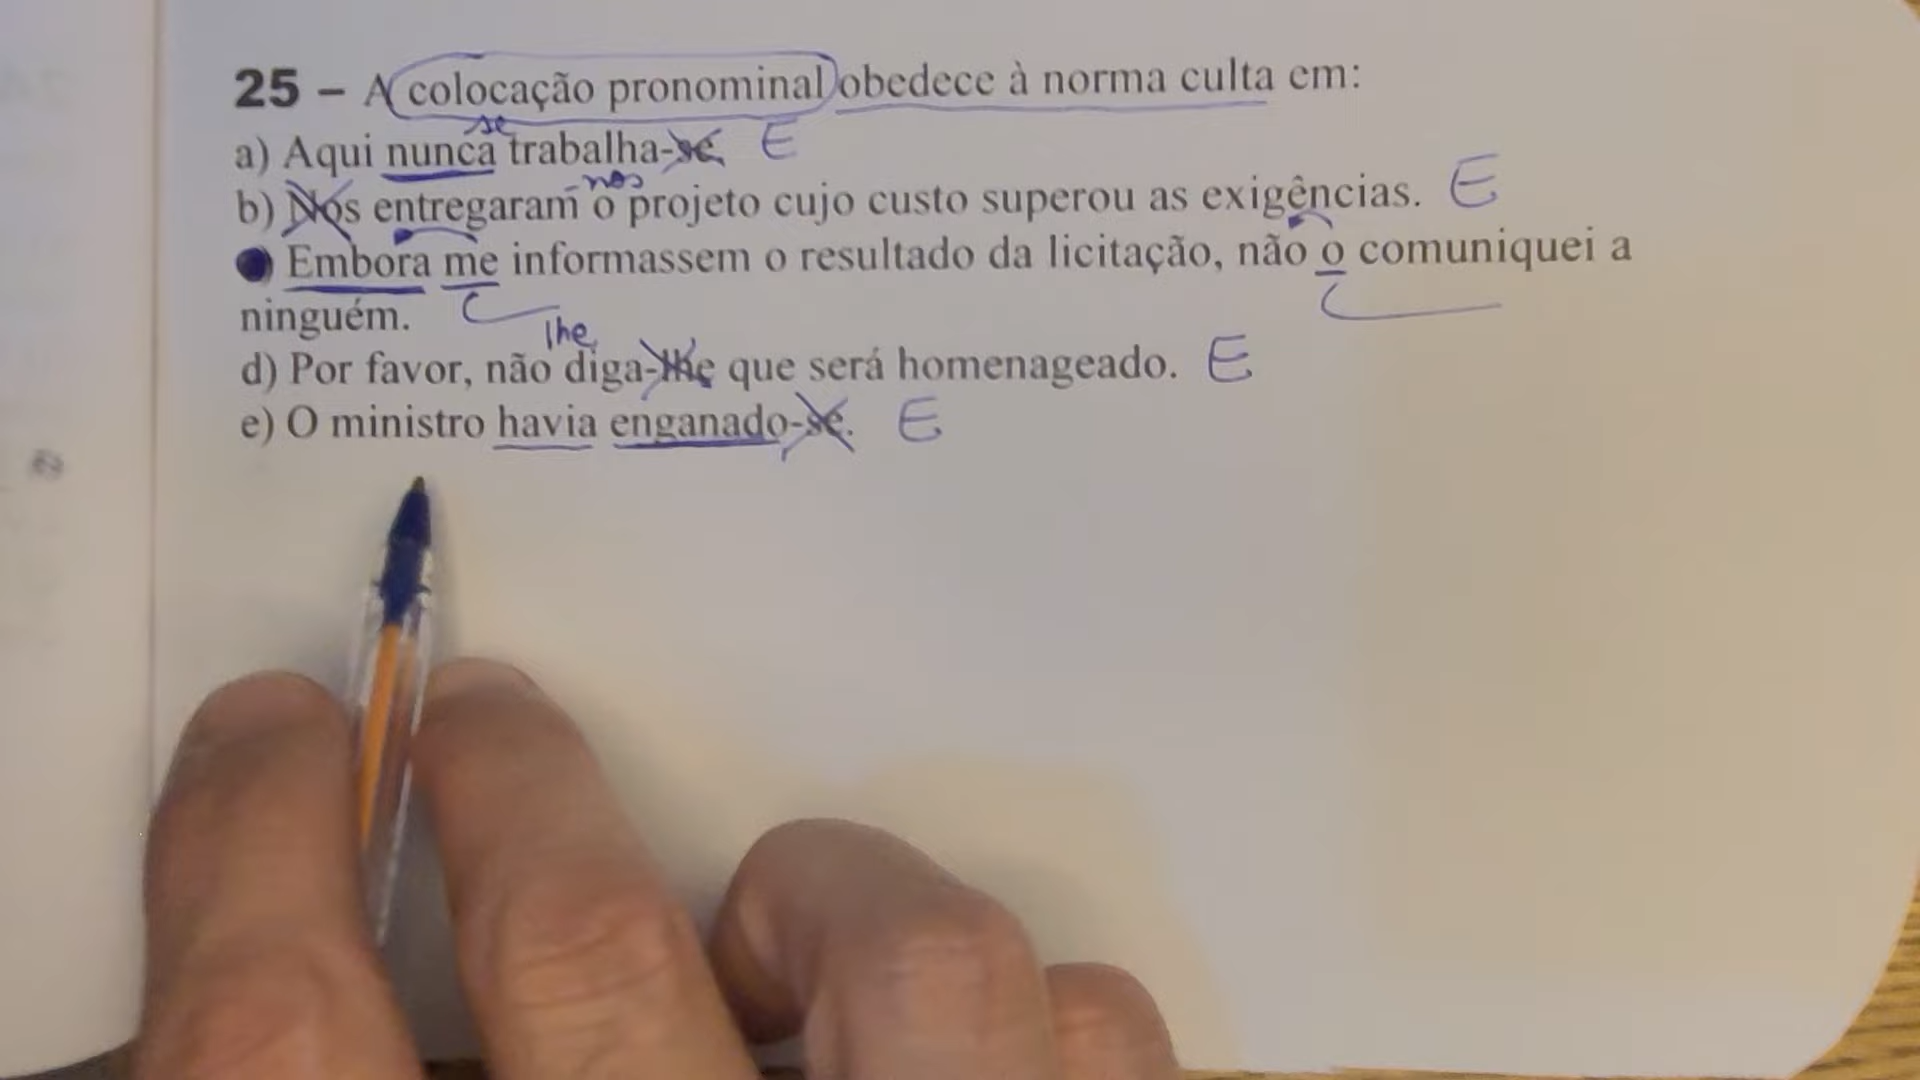 25 – A colocação pronominal obedece à norma culta em:
se
a) Aqui nunca trabalha-se. E
-nos
b) Nos entregaram o projeto cujo custo superou as exigências. E
Embora me informassem o resultado da licitação, não o comuniquei a
ninguém.
lhe
d) Por favor, não diga-lhe que será homenageado. E
e) O ministro havia enganado-se. E